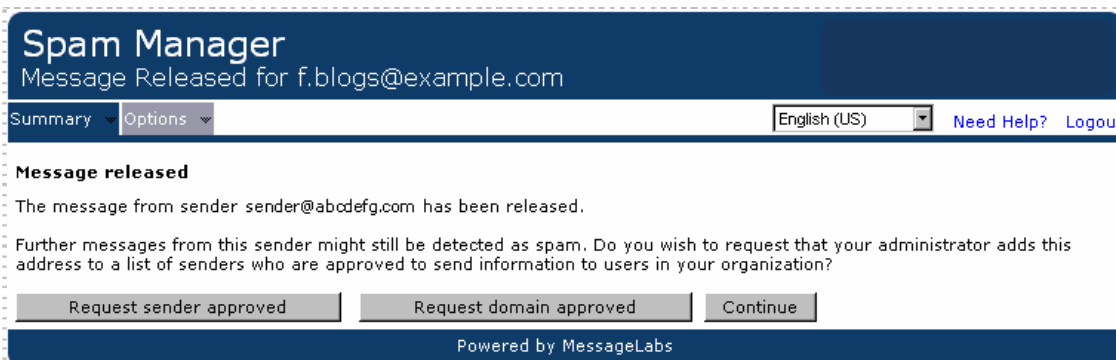 Spam Manager
Message Released for f.blogs@example.com
Summary Options English (US) Need Help? Logou
Message released
The message from sender sender@abcdefg.com has been released.
Further messages from this sender might still be detected as spam. Do you wish to request that your administrator adds this
address to a list of senders who are approved to send information to users in your organization?
Request sender approved Request domain approved Continue
Powered by MessageLabs